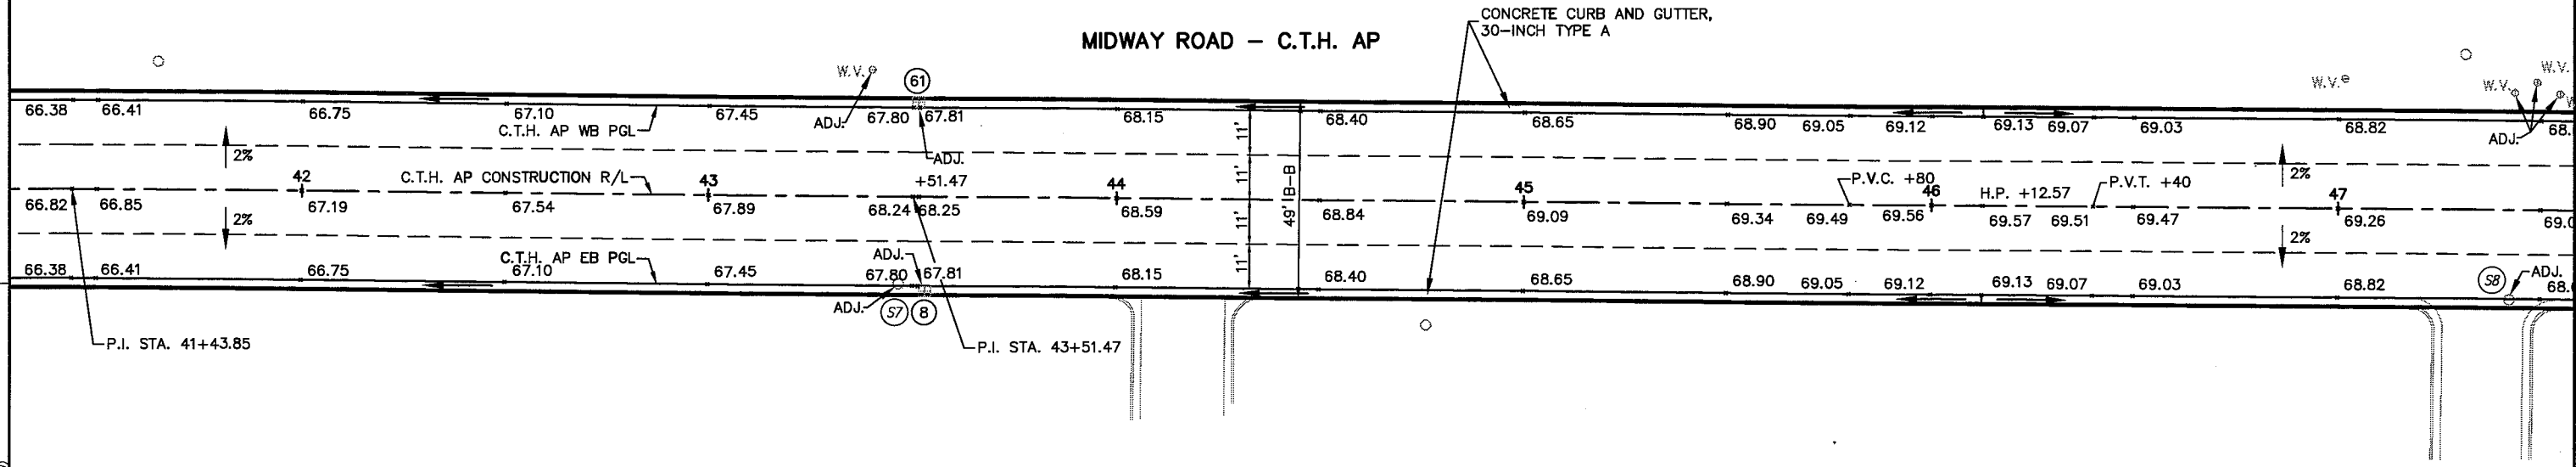 MIDWAY ROAD – C.T.H. AP
CONCRETE CURB AND GUTTER,
30–INCH TYPE A
W.V.
61
W.V.
W.V.
W.V.
66.38 66.41 66.75 67.10 67.45 67.80 67.81 68.15 68.40 68.65 68.90 69.05 69.12 69.13 69.07 69.03 68.82
C.T.H. AP WB PGL
ADJ.
ADJ.
ADJ.
2%
11'
11'
11'
11'
49' B–B
2%
C.T.H. AP CONSTRUCTION R/L
42 43 +51.47 44 45 P.V.C. +80 46 H.P. +12.57 P.V.T. +40 47
66.82 66.85 67.19 67.54 67.89 68.24 68.25 68.59 68.84 69.09 69.34 69.49 69.56 69.57 69.51 69.47 69.26
2%
2%
C.T.H. AP EB PGL
ADJ.
66.38 66.41 66.75 67.10 67.45 67.80 67.81 68.15 68.40 68.65 68.90 69.05 69.12 69.13 69.07 69.03 68.82
S8 ADJ.
ADJ. S7 8
P.I. STA. 41+43.85
P.I. STA. 43+51.47